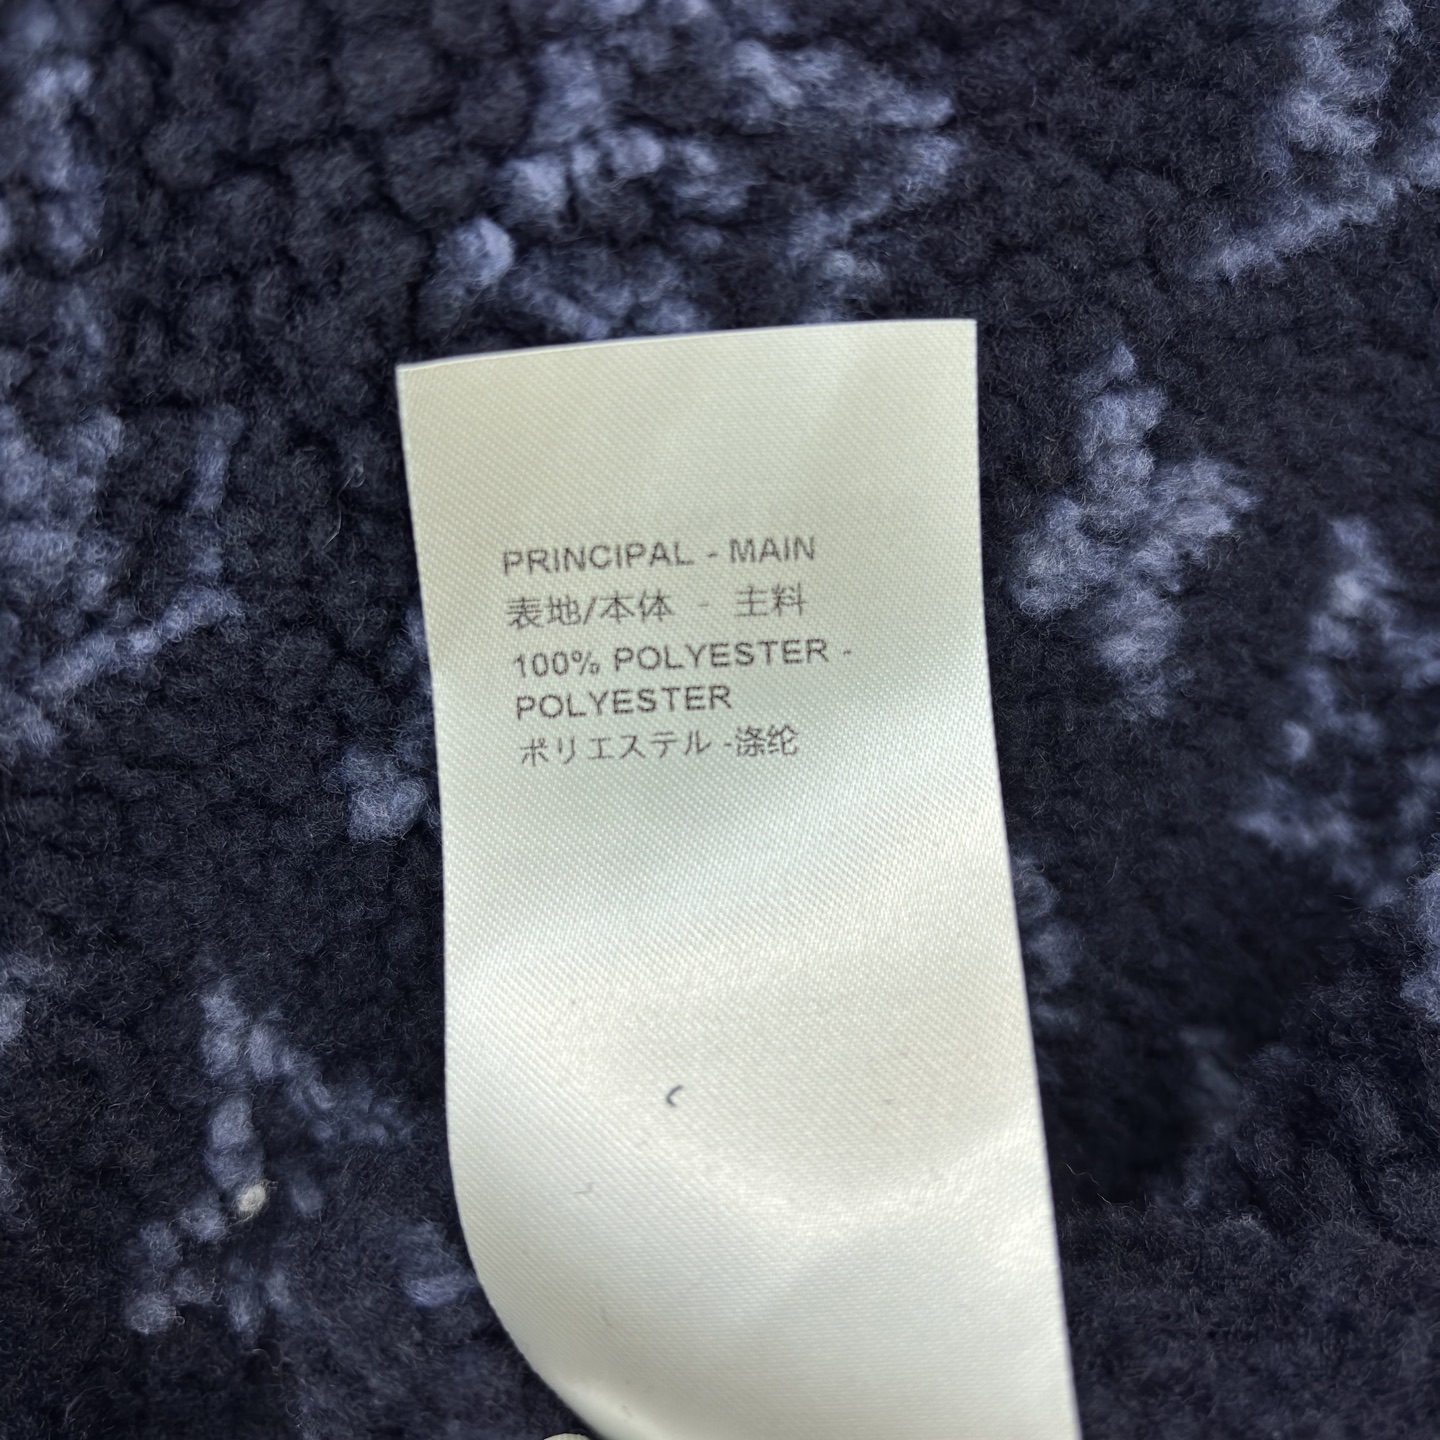 PRINCIPAL - MAIN
表地/本体 - 主料
100% POLYESTER -
POLYESTER
ポリエステル -涤纶